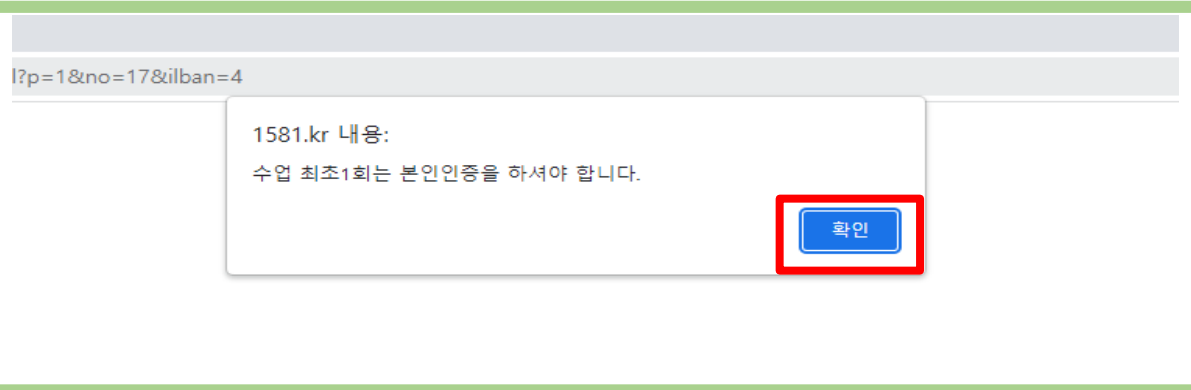 l?p=1&no=17&ilban=4
1581.kr 내용:
수업 최초1회는 본인인증을 하셔야 합니다.
확인